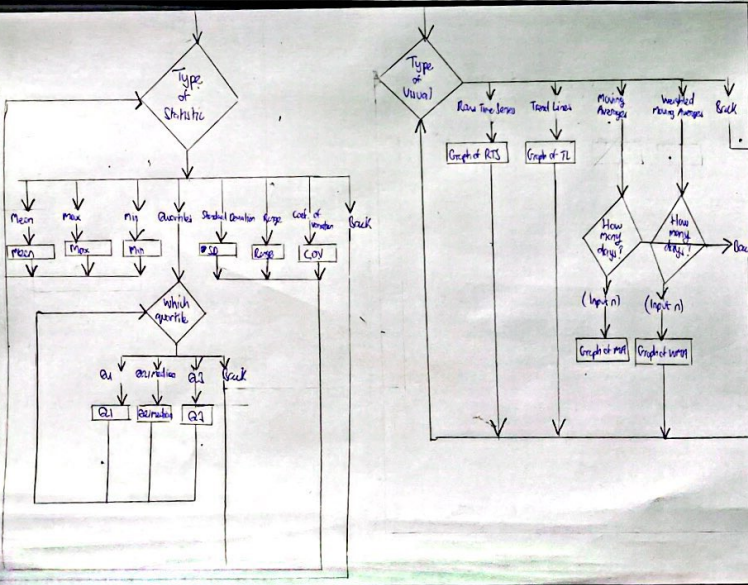 Type
of
Statistic
Mean
Max
Min
Quartiles
Standard Deviation
Range
Coef. of
Variation
Back
Mean
Max
Min
SD
Range
COV
Which
quartile
Q1
Q2/median
Q3
Back
Q1
Q2/median
Q3
Type
of
Visual
Raw Time Series
Trend Lines
Moving
Averages
Weighted
Moving Averages
Back
Graph of RTS
Graph of TL
How
many
days?
How
many
days?
(Input n)
(Input n)
Graph of MA
Graph of WMA